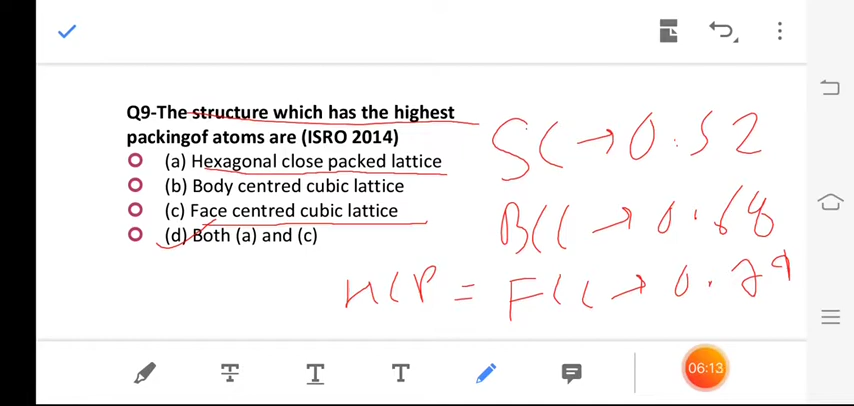 Q9-The structure which has the highest
packingof atoms are (ISRO 2014)
(a) Hexagonal close packed lattice
(b) Body centred cubic lattice
(c) Face centred cubic lattice
(d) Both (a) and (c)
SC → 0.52
BCC → 0.68
HCP = FCC → 0.74
T T T
06:13